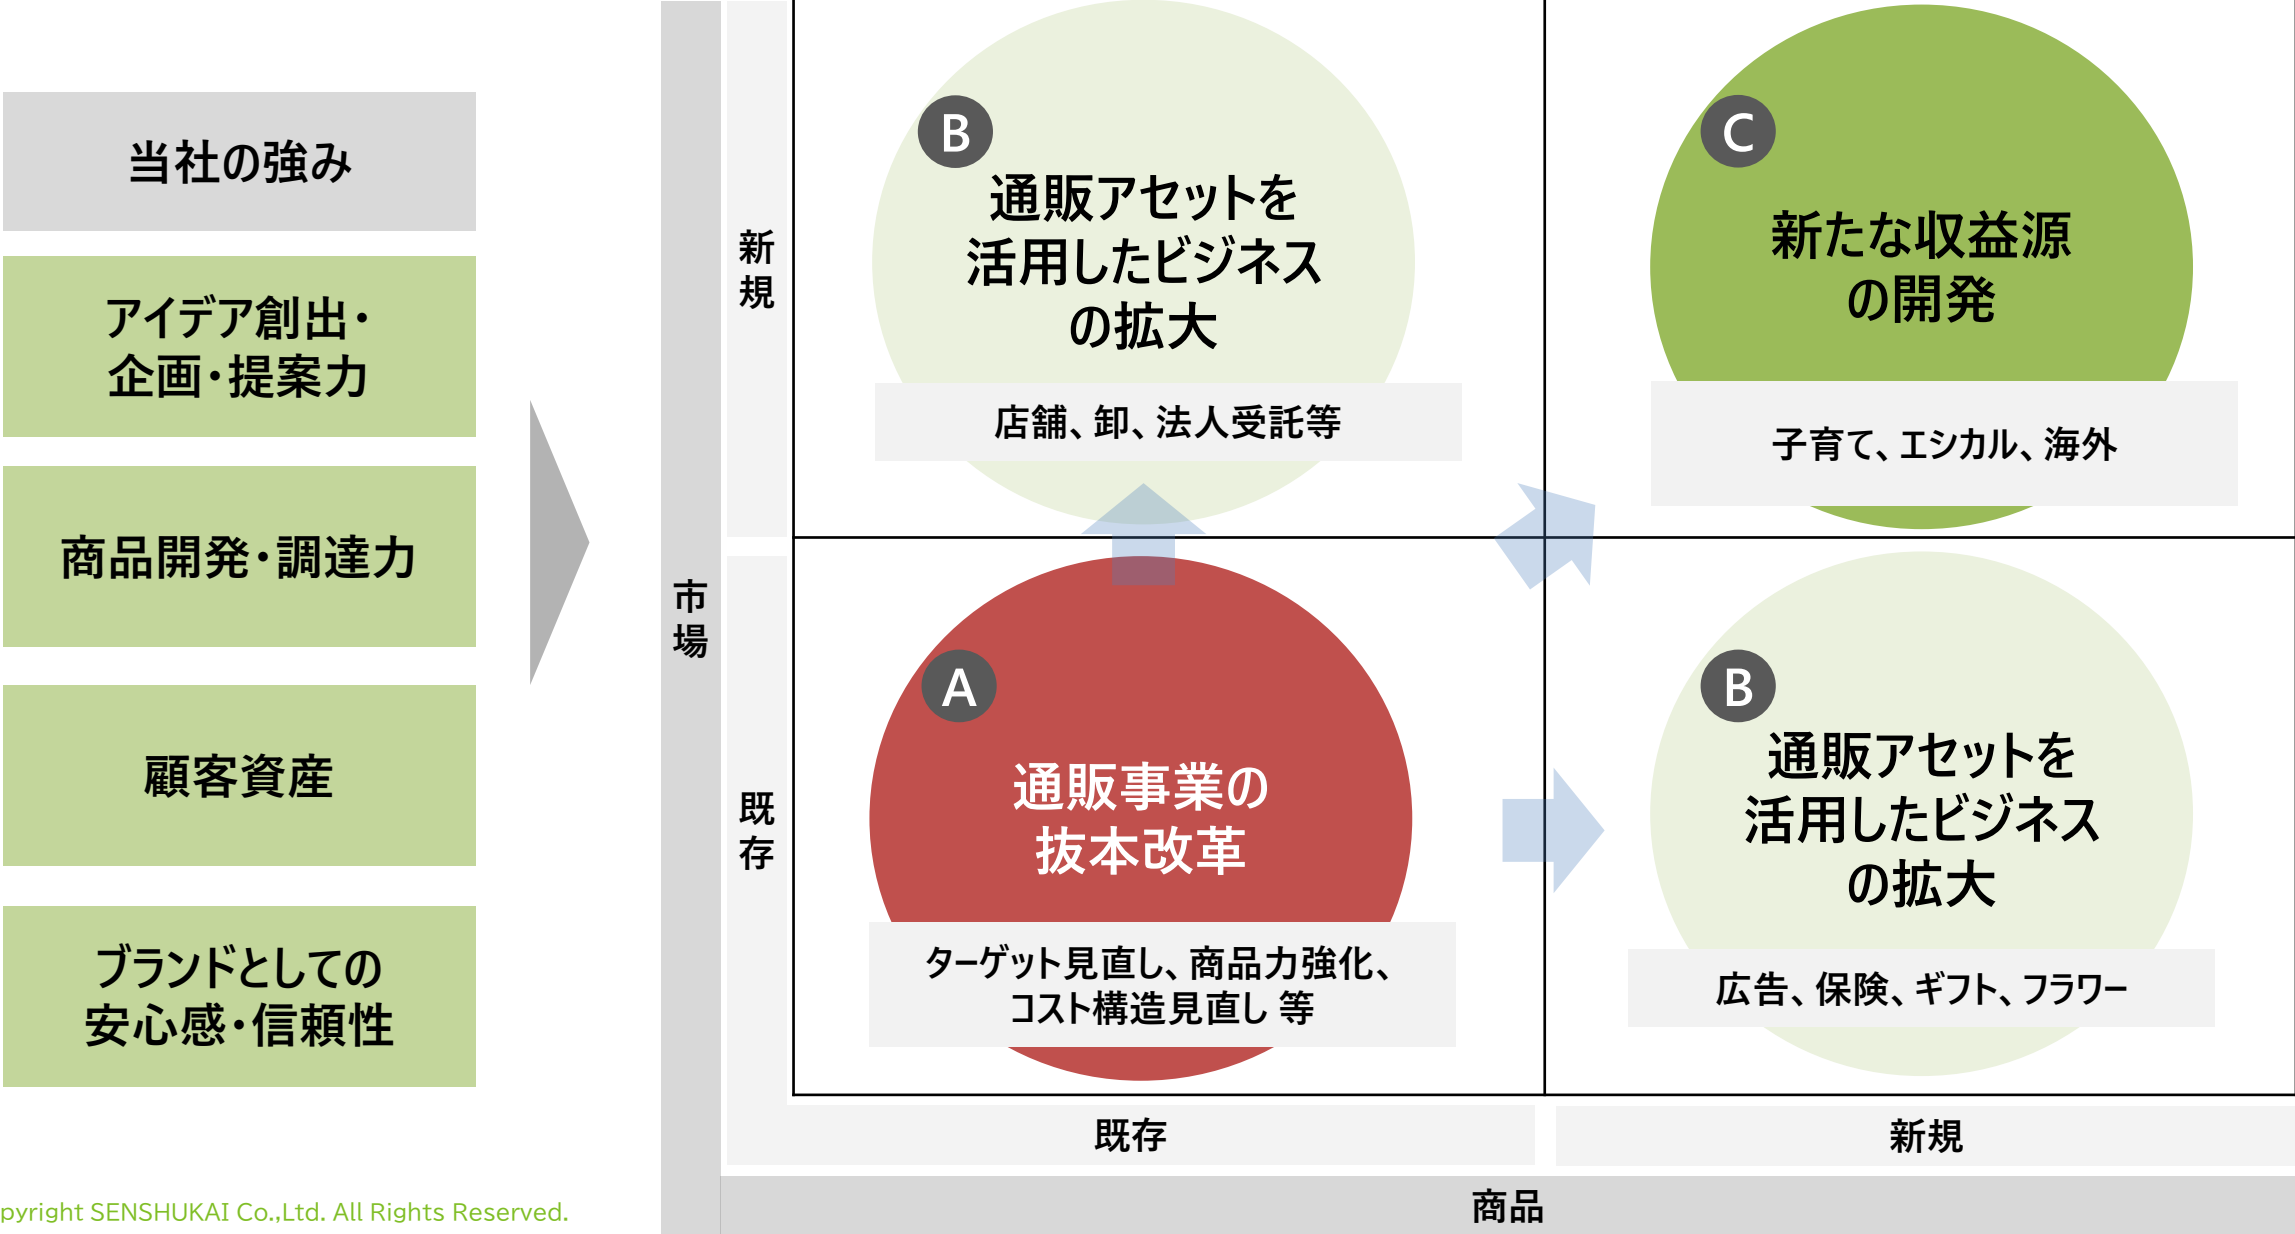 当社の強み
アイデア創出・
企画・提案力
商品開発・調達力
顧客資産
ブランドとしての
安心感・信頼性
市場
新規
既存
B
通販アセットを
活用したビジネス
の拡大
店舗、卸、法人受託等
C
新たな収益源
の開発
子育て、エシカル、海外
A
通販事業の
抜本改革
ターゲット見直し、商品力強化、
コスト構造見直し 等
B
通販アセットを
活用したビジネス
の拡大
広告、保険、ギフト、フラワー
既存
新規
商品
pyright SENSHUKAI Co.,Ltd. All Rights Reserved.